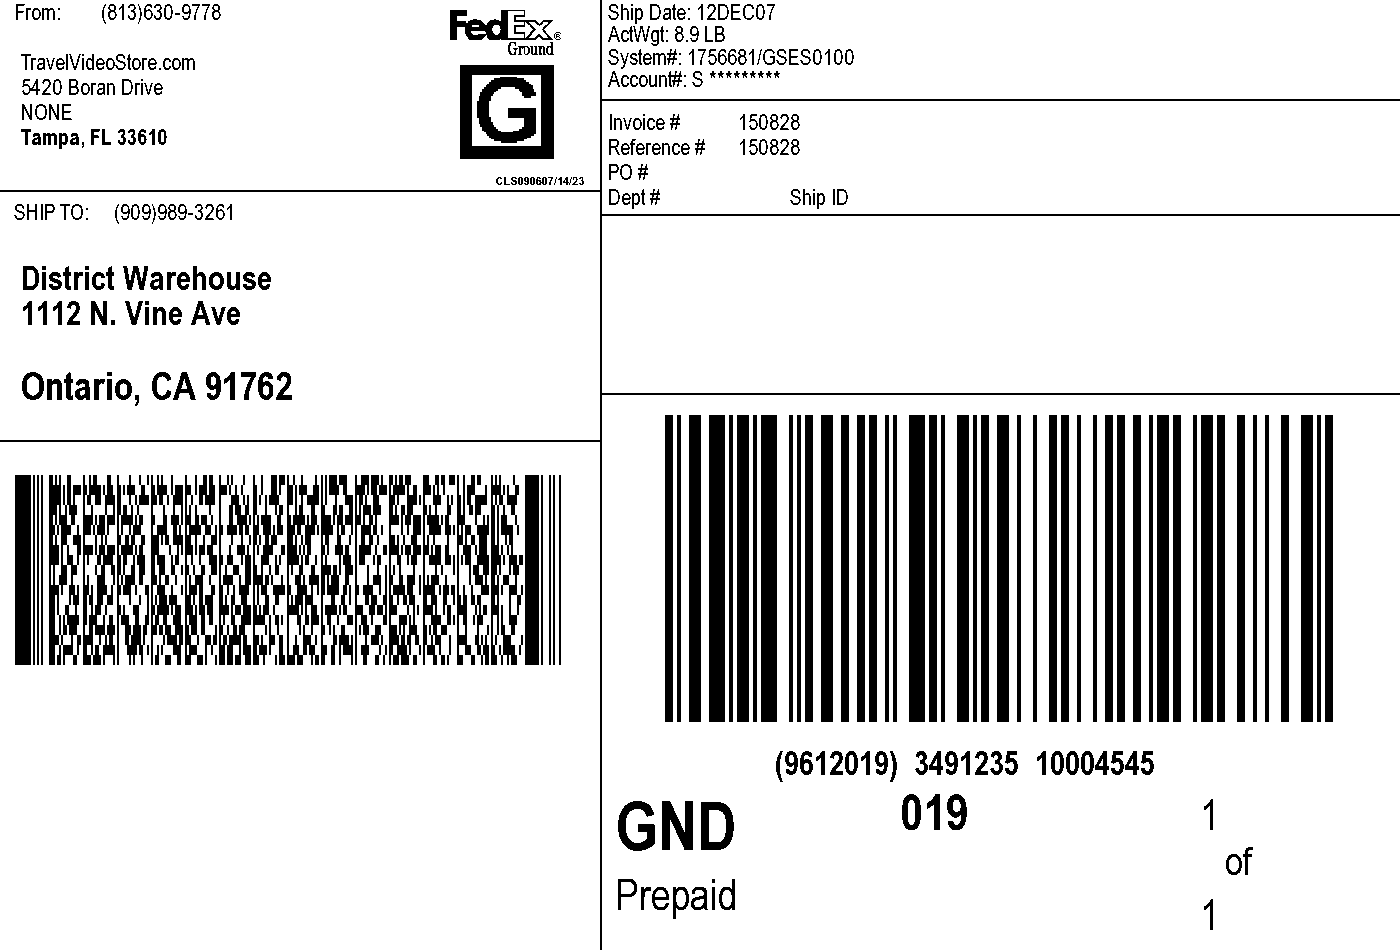 From: (813)630-9778
TravelVideoStore.com
5420 Boran Drive
NONE
Tampa, FL 33610
FedEx®
Ground
G
CLS090607/14/23
SHIP TO: (909)989-3261
District Warehouse
1112 N. Vine Ave
Ontario, CA 91762
Ship Date: 12DEC07
ActWgt: 8.9 LB
System#: 1756681/GSES0100
Account#: S *********
Invoice # 150828
Reference # 150828
PO #
Dept # Ship ID
(9612019) 3491235 10004545
GND 019 1
of
Prepaid 1